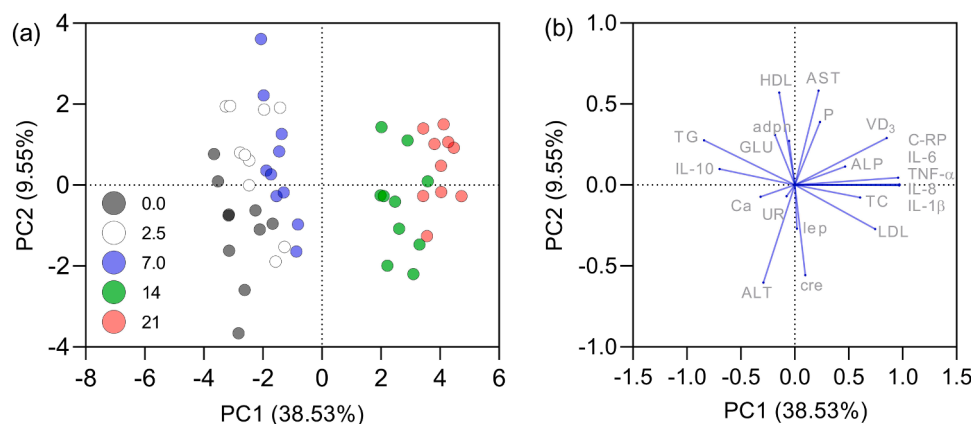 (a)
4
2
0
-2
-4
PC2 (9.55%)
0.0
2.5
7.0
14
21
-8 -6 -4 -2 0 2 4 6
PC1 (38.53%)
(b)
1.0
0.5
0.0
-0.5
-1.0
PC2 (9.55%)
HDL AST
P
adpn
VD₃
TG
GLU
C-RP
IL-10
ALP
IL-6
TNF-α
Ca
TC
IL-8
UR
IL-1β
lep
LDL
ALT
cre
-1.5 -1.0 -0.5 0.0 0.5 1.0 1.5
PC1 (38.53%)